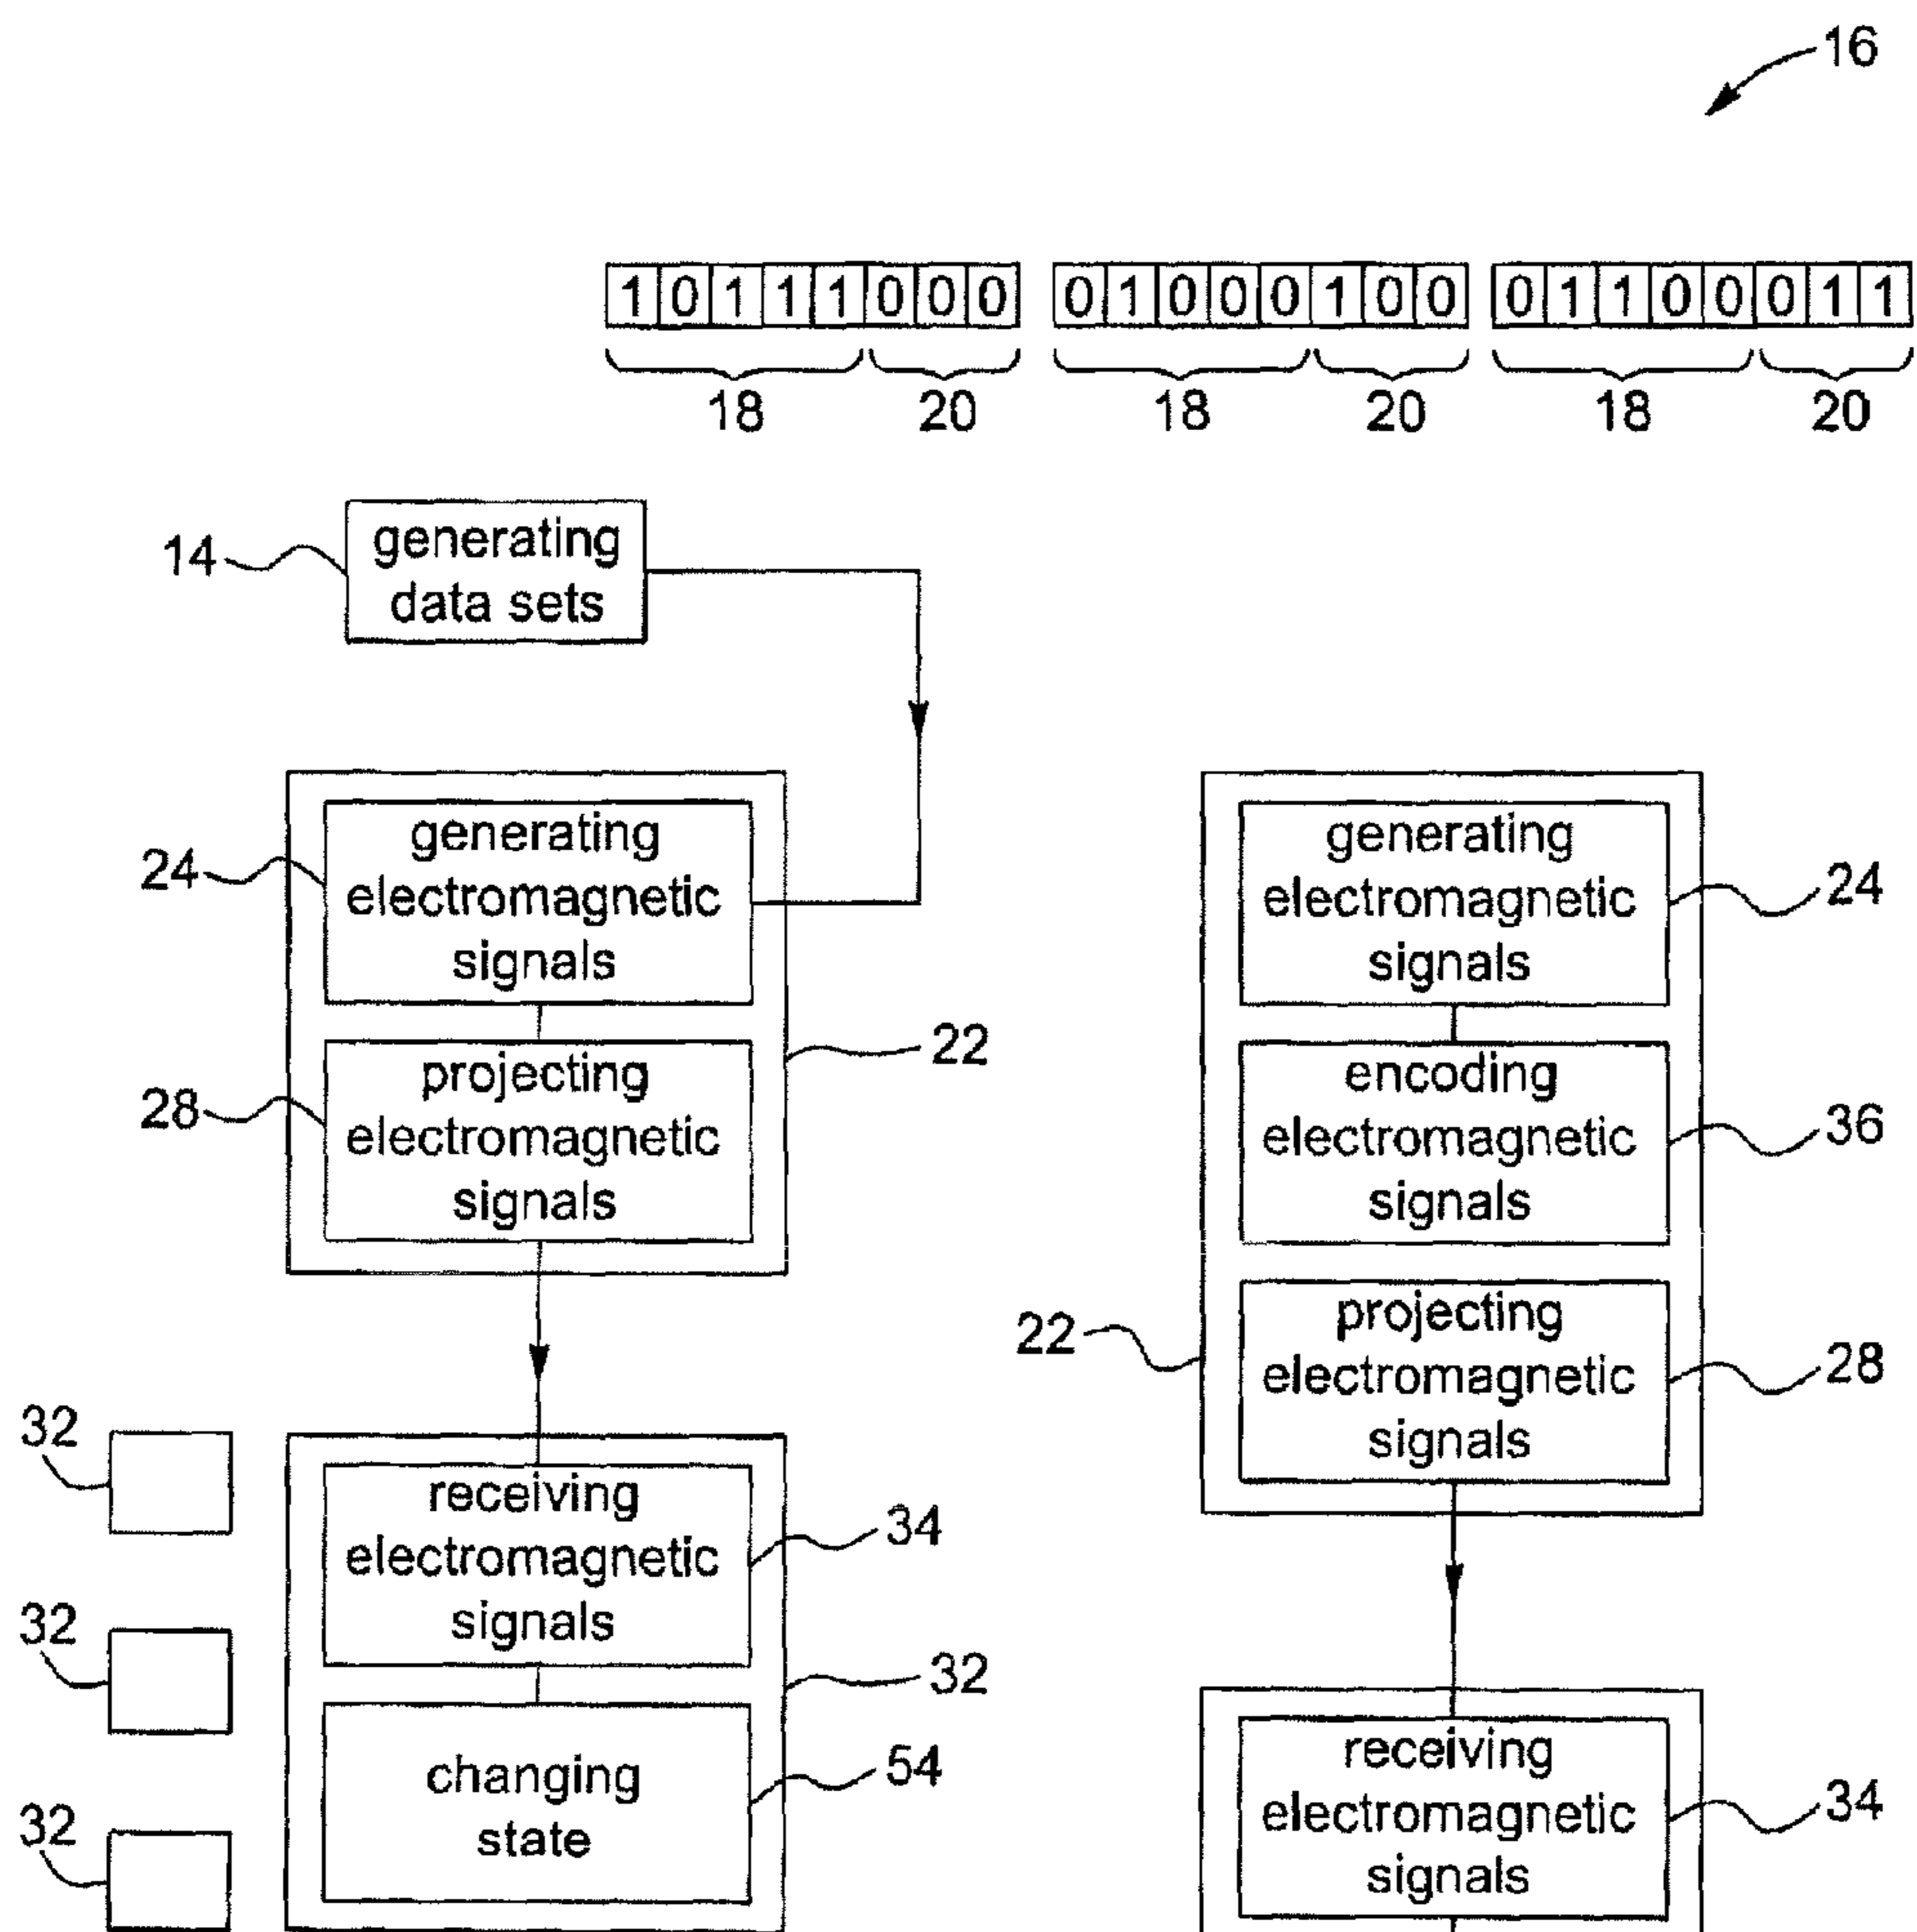 16
1 0 1 1 1 0 0 0 0 1 0 0 0 1 0 0 0 1 1 0 0 0 1 1
18 20 18 20 18 20
14
generating
data sets
24
generating
electromagnetic
signals
28
projecting
electromagnetic
signals
22
32
32
32
receiving
electromagnetic
signals
34
changing
state
54
32
generating
electromagnetic
signals
24
encoding
electromagnetic
signals
36
projecting
electromagnetic
signals
28
22
receiving
electromagnetic
signals
34